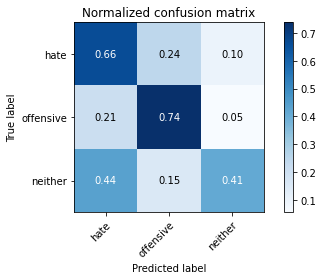 Normalized confusion matrix
hate 0.66 0.24 0.10 0.7
0.6
offensive 0.21 0.74 0.05 0.5
0.4
0.3
neither 0.44 0.15 0.41 0.2
0.1
True label
hate offensive neither
Predicted label